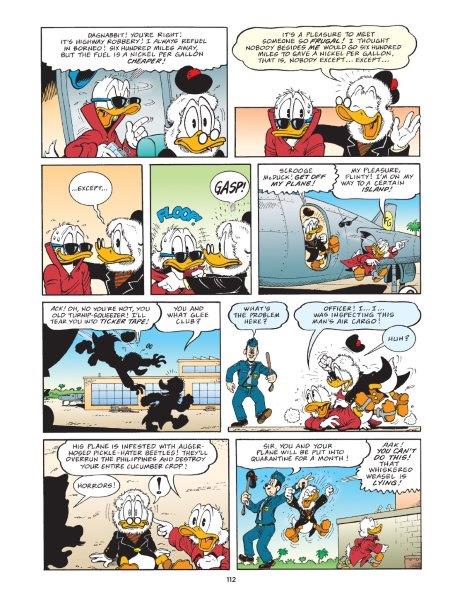 DAGNABBIT! YOU'RE RIGHT!
IT'S HIGHWAY ROBBERY! I ALWAYS REFUEL
IN BORNEO! SIX HUNDRED MILES AWAY,
BUT THE FUEL IS A NICKEL PER GALLON
CHEAPER!
IT'S A PLEASURE TO MEET
SOMEONE SO FRUGAL! I THOUGHT
NOBODY BESIDES ME WOULD GO SIX HUNDRED
MILES TO SAVE A NICKEL PER GALLON,
THAT IS, NOBODY EXCEPT... EXCEPT...
...EXCEPT...
FLOOF!
GASP!
SCROOGE
McDUCK! GET OFF
MY PLANE!
MY PLEASURE,
FLINTY! I'M ON MY
WAY TO A CERTAIN
ISLAND!
FG
ACK! OH, NO YOU'RE NOT, YOU
OLD TURNIP-SQUEEZER! I'LL
TEAR YOU INTO TICKER TAPE!
YOU AND
WHAT GLEE
CLUB?
WHAT'S
THE PROBLEM
HERE?
OFFICER! I... I...
WAS INSPECTING THIS
MAN'S AIR CARGO!
HUH?
HIS PLANE IS INFESTED WITH AUGER-
NOSED PICKLE-HATER BEETLES! THEY'LL
OVERRUN THE PHILIPPINES AND DESTROY
YOUR ENTIRE CUCUMBER CROP!
HORRORS!
!
SIR, YOU AND YOUR
PLANE WILL BE PUT INTO
QUARANTINE FOR A MONTH!
AAK!
YOU CAN'T
DO THIS!
THAT
WHISKERED
WEASEL IS
LYING!
112